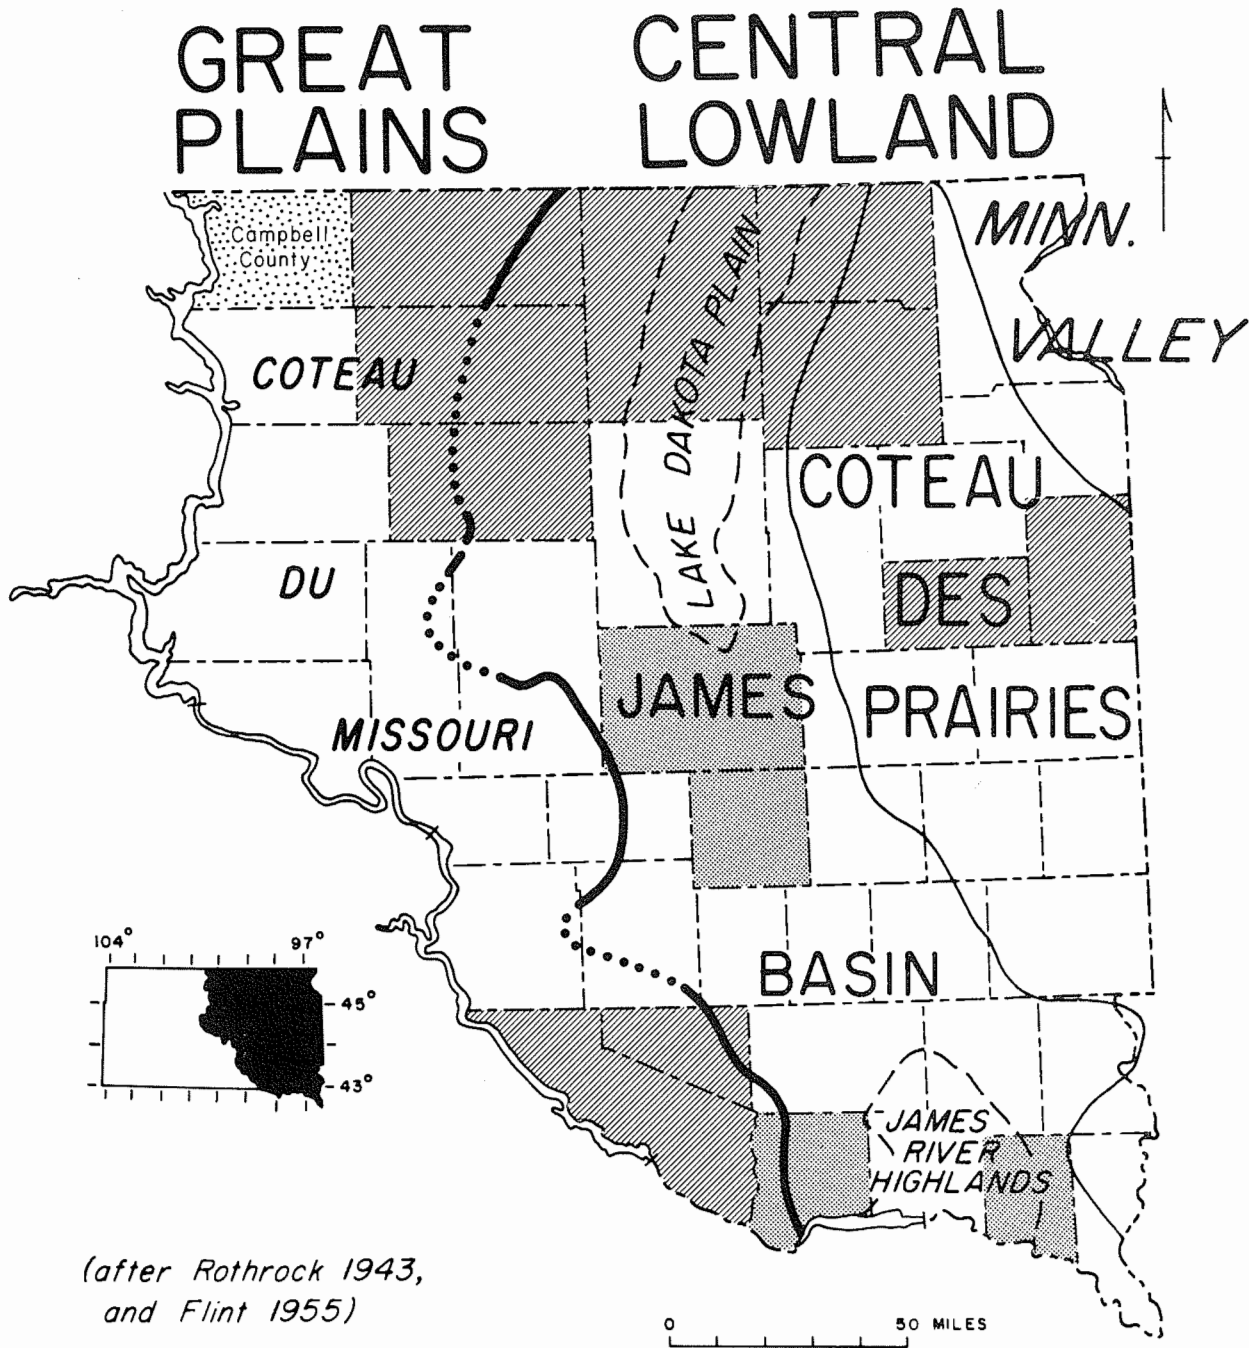 GREAT PLAINS
CENTRAL LOWLAND
Campbell County
MINN. VALLEY
COTEAU DU MISSOURI
LAKE DAKOTA PLAIN
COTEAU DES PRAIRIES
JAMES BASIN
JAMES RIVER HIGHLANDS
104° 97°
45°
43°
(after Rothrock 1943,
and Flint 1955)
0 50 MILES